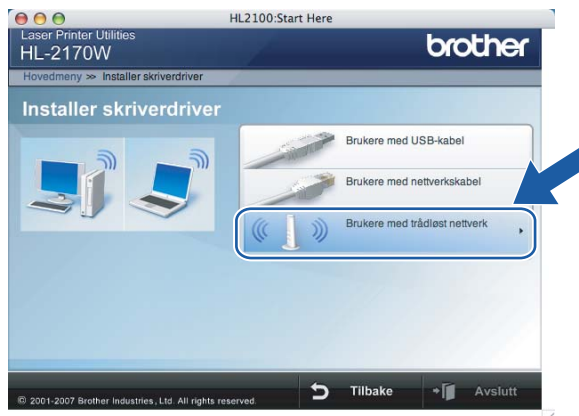 HL2100:Start Here
Laser Printer Utilities
HL-2170W
brother
Hovedmeny >> Installer skriverdriver
Installer skriverdriver
Brukere med USB-kabel
Brukere med nettverkskabel
Brukere med trådløst nettverk
© 2001-2007 Brother Industries, Ltd. All rights reserved.
Tilbake
Avslutt